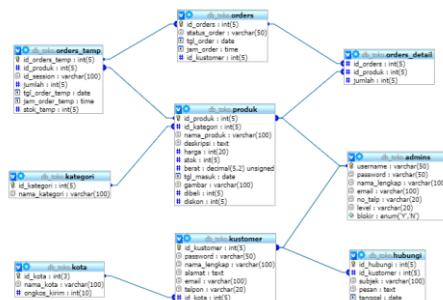 db_toko orders
id_orders : int(5)
status_order : varchar(50)
tgl_order : date
jam_order : time
id_kustomer : int(5)
db_toko orders_temp
id_orders_temp : int(5)
id_produk : int(5)
id_session : varchar(100)
jumlah : int(5)
tgl_order_temp : date
jam_order_temp : time
stok_temp : int(5)
db_toko orders_detail
id_orders : int(5)
id_produk : int(5)
jumlah : int(5)
db_toko produk
id_produk : int(5)
id_kategori : int(5)
nama_produk : varchar(100)
deskripsi : text
harga : int(20)
stok : int(5)
berat : decimal(5,2) unsigned
tgl_masuk : date
gambar : varchar(100)
dibeli : int(5)
diskon : int(5)
db_toko kategori
id_kategori : int(5)
nama_kategori : varchar(100)
db_toko admins
username : varchar(50)
password : varchar(50)
nama_lengkap : varchar(100)
email : varchar(100)
no_telp : varchar(20)
level : varchar(20)
blokir : enum('Y','N')
db_toko kustomer
id_kustomer : int(5)
password : varchar(50)
nama_lengkap : varchar(100)
alamat : text
email : varchar(100)
telpon : varchar(20)
id_kota : int(5)
db_toko kota
id_kota : int(3)
nama_kota : varchar(100)
ongkos_kirim : int(10)
db_toko hubungi
id_hubungi : int(5)
id_kustomer : int(5)
subjek : varchar(100)
pesan : text
tanggal : date